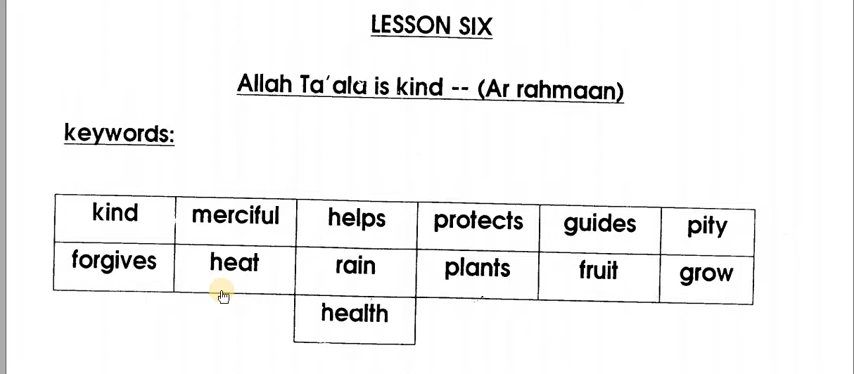 LESSON SIX
Allah Ta'ala is kind -- (Ar rahmaan)
keywords:
kind merciful helps protects guides pity
forgives heat rain plants fruit grow
health